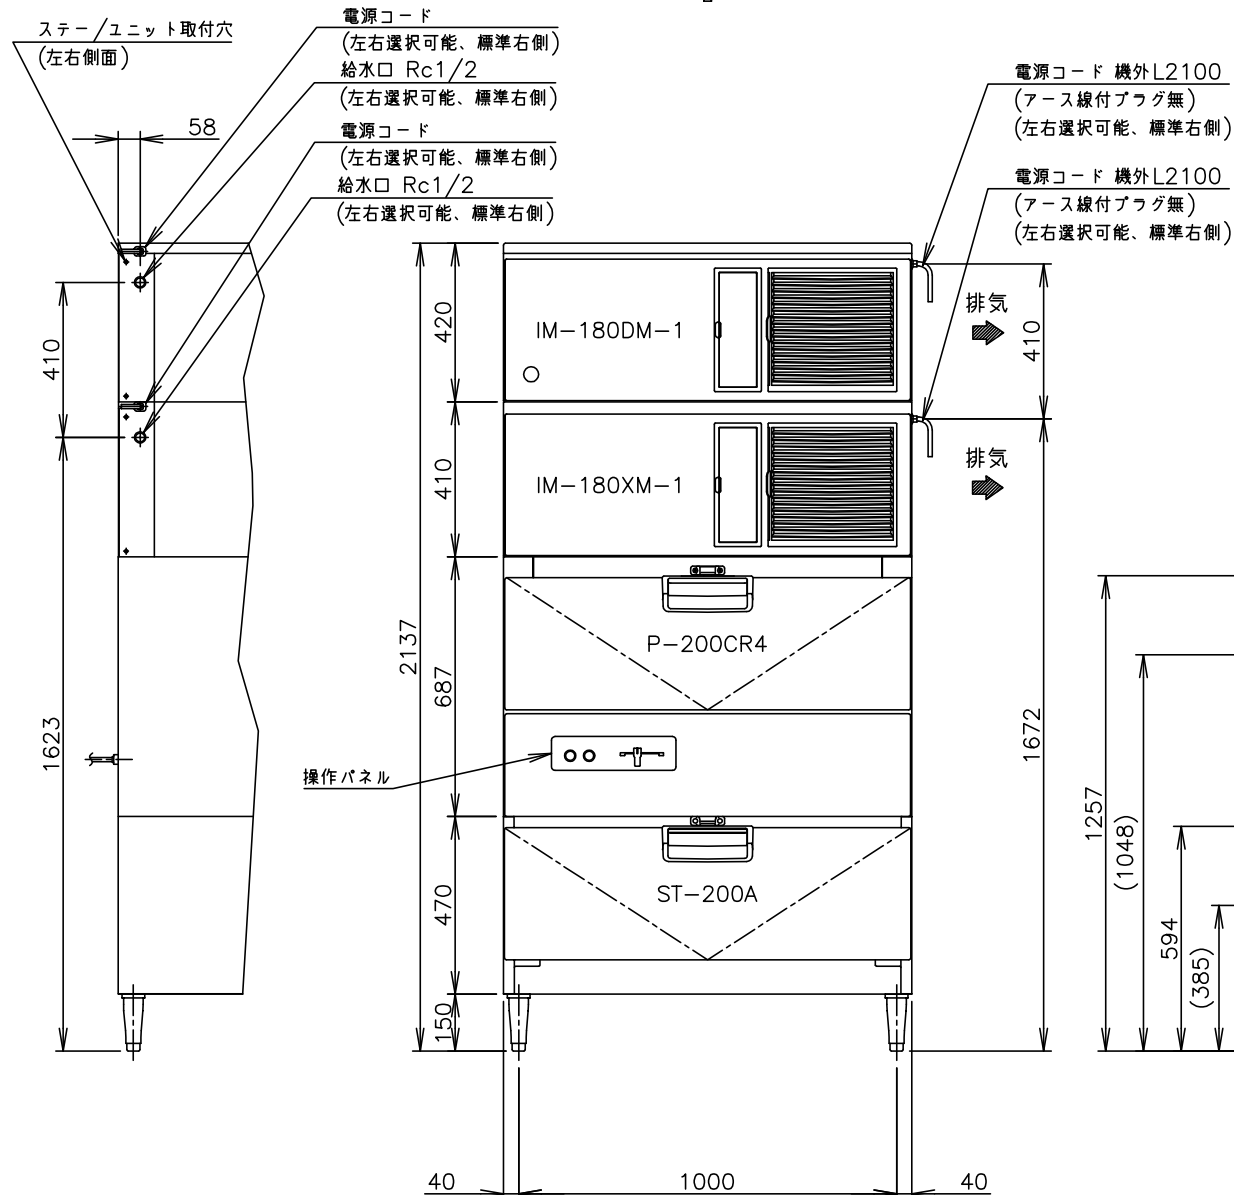 ステー/ユニット取付穴
(左右側面)
電源コード
(左右選択可能、標準右側)
給水口 Rc1/2
(左右選択可能、標準右側)
電源コード
(左右選択可能、標準右側)
給水口 Rc1/2
(左右選択可能、標準右側)
電源コード 機外L2100
(アース線付プラグ無)
(左右選択可能、標準右側)
電源コード 機外L2100
(アース線付プラグ無)
(左右選択可能、標準右側)
58
410
1623
2137
420
410
687
470
150
IM-180DM-1
IM-180XM-1
P-200CR4
ST-200A
操作パネル
排気
排気
410
1672
1257
(1048)
594
(385)
40
1000
40